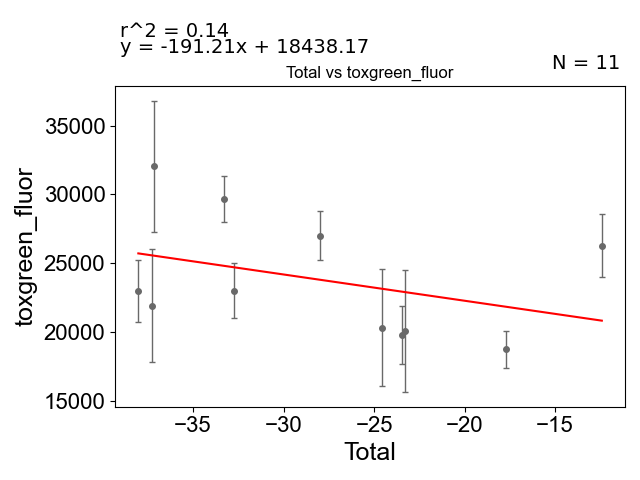 r^2 = 0.14
y = -191.21x + 18438.17
N = 11
Total vs toxgreen_fluor
35000
30000
25000
20000
15000
toxgreen_fluor
−35 −30 −25 −20 −15
Total